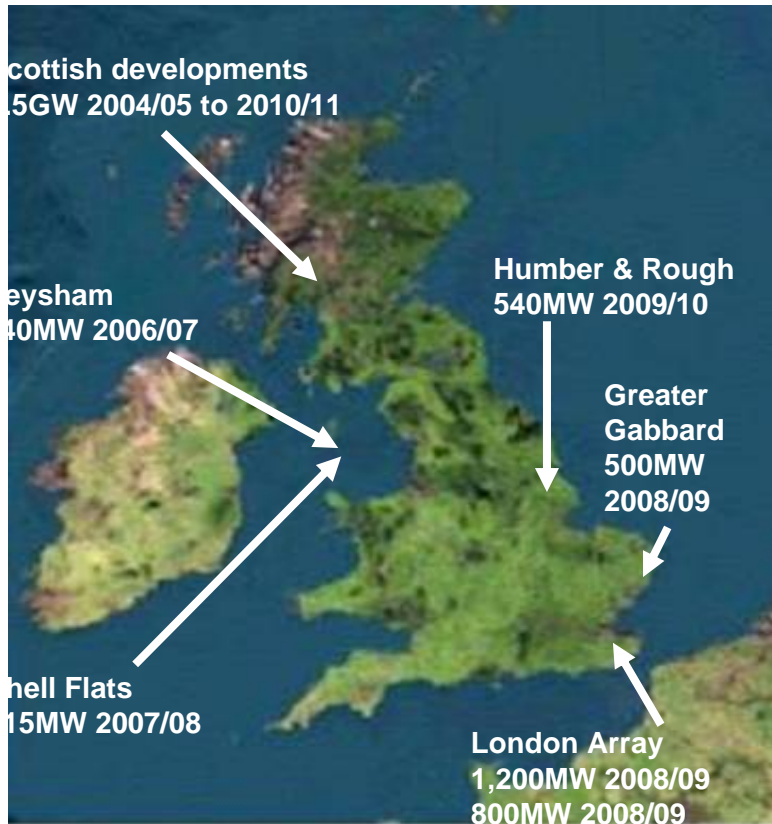 cottish developments
.5GW 2004/05 to 2010/11
eysham
40MW 2006/07
Humber & Rough
540MW 2009/10
Greater
Gabbard
500MW
2008/09
hell Flats
15MW 2007/08
London Array
1,200MW 2008/09
800MW 2008/09